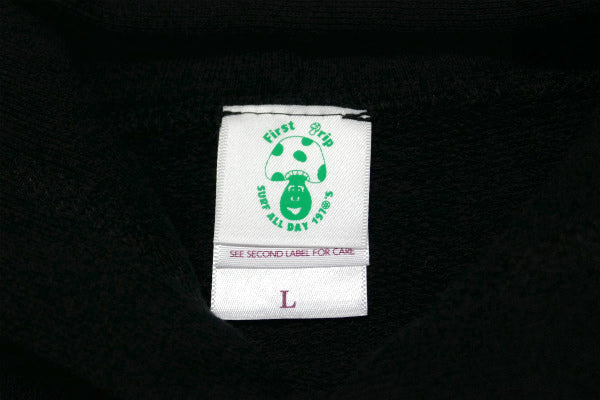 First Trip
SURF ALL DAY 1970'S
SEE SECOND LABEL FOR CARE
L